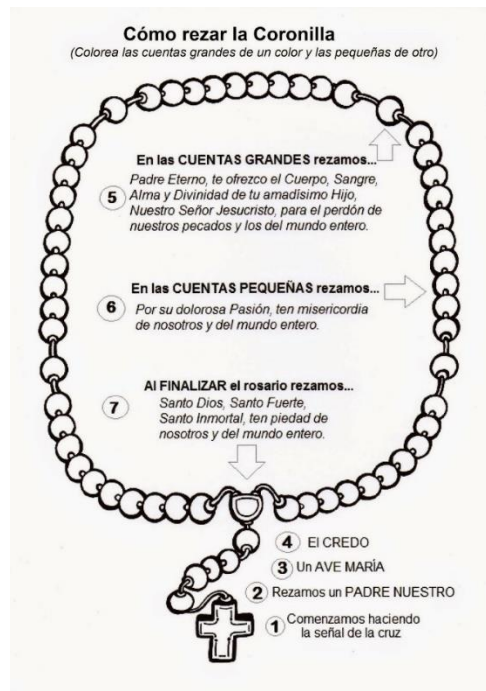 Cómo rezar la Coronilla
(Colorea las cuentas grandes de un color y las pequeñas de otro)
En las CUENTAS GRANDES rezamos...
5
Padre Eterno, te ofrezco el Cuerpo, Sangre,
Alma y Divinidad de tu amadísimo Hijo,
Nuestro Señor Jesucristo, para el perdón de
nuestros pecados y los del mundo entero.
En las CUENTAS PEQUEÑAS rezamos...
6
Por su dolorosa Pasión, ten misericordia
de nosotros y del mundo entero.
Al FINALIZAR el rosario rezamos...
7
Santo Dios, Santo Fuerte,
Santo Inmortal, ten piedad de
nosotros y del mundo entero.
4 El CREDO
3 Un AVE MARÍA
2 Rezamos un PADRE NUESTRO
1 Comenzamos haciendo
la señal de la cruz